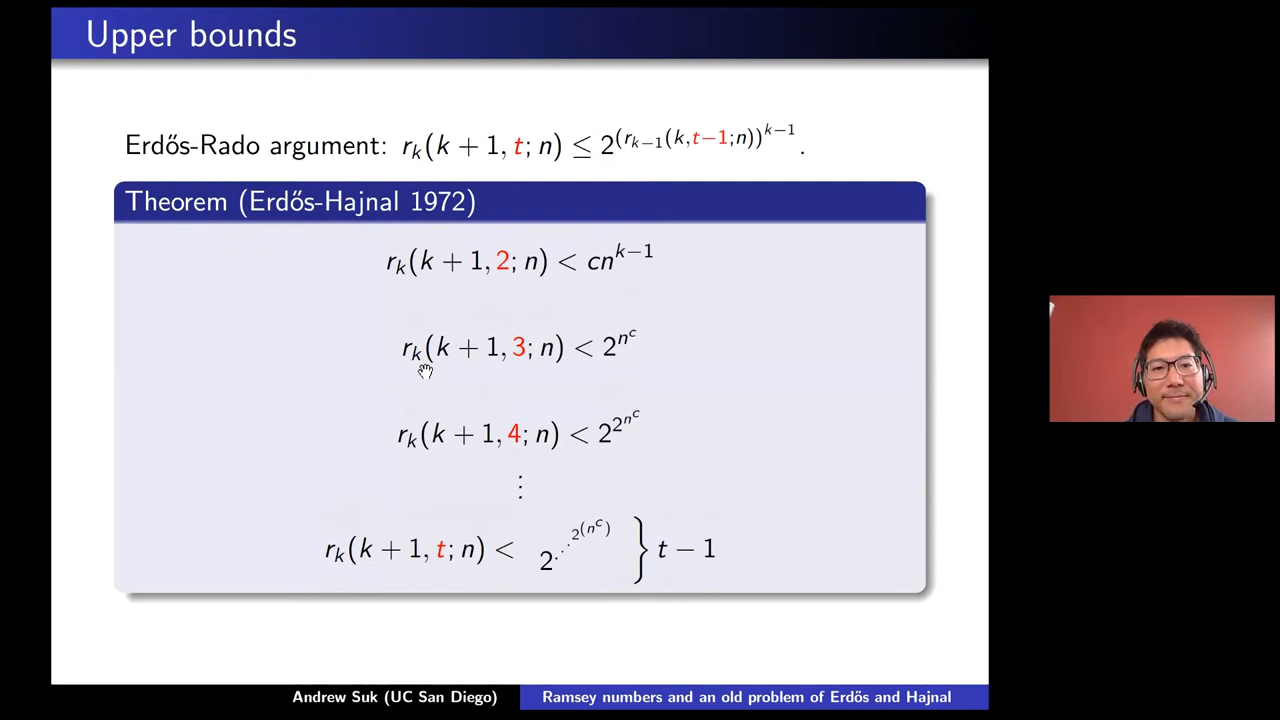 Upper bounds
Erdős-Rado argument: r_k(k + 1, t; n) ≤ 2^{(r_{k−1}(k,t−1;n))^{k−1}}.
Theorem (Erdős-Hajnal 1972)
r_k(k + 1, 2; n) < cn^{k−1}
r_k(k + 1, 3; n) < 2^{n^c}
r_k(k + 1, 4; n) < 2^{2^{n^c}}
⋮
r_k(k + 1, t; n) < 2^{⋰^{2^{(n^c)}}} } t − 1
Andrew Suk (UC San Diego) Ramsey numbers and an old problem of Erdős and Hajnal